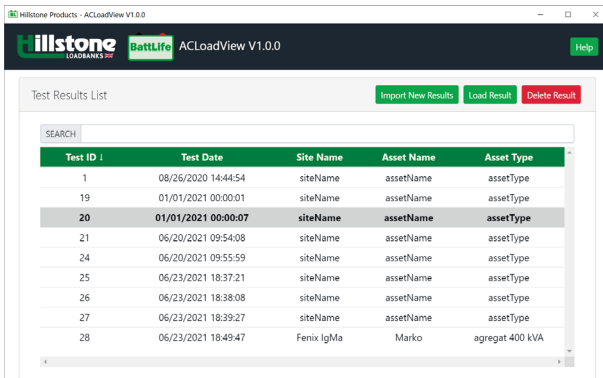 Hillstone Products - ACLoadView V1.0.0
Hillstone
LOADBANKS
BattLife
ACLoadView V1.0.0
Help
Test Results List
Import New Results
Load Result
Delete Result
SEARCH
Test ID ↓ Test Date Site Name Asset Name Asset Type
1 08/26/2020 14:44:54 siteName assetName assetType
19 01/01/2021 00:00:01 siteName assetName assetType
20 01/01/2021 00:00:07 siteName assetName assetType
21 06/20/2021 09:54:08 siteName assetName assetType
24 06/20/2021 09:55:59 siteName assetName assetType
25 06/23/2021 18:37:21 siteName assetName assetType
26 06/23/2021 18:38:08 siteName assetName assetType
27 06/23/2021 18:39:27 siteName assetName assetType
28 06/23/2021 18:49:47 Fenix IgMa Marko agregat 400 kVA